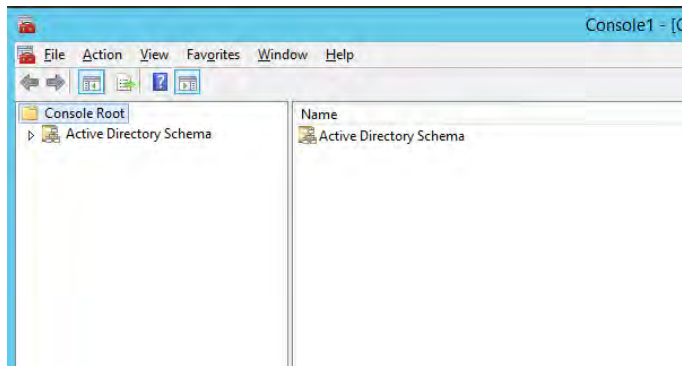 Console1 - [C
File Action View Favorites Window Help
Console Root
Active Directory Schema
Name
Active Directory Schema